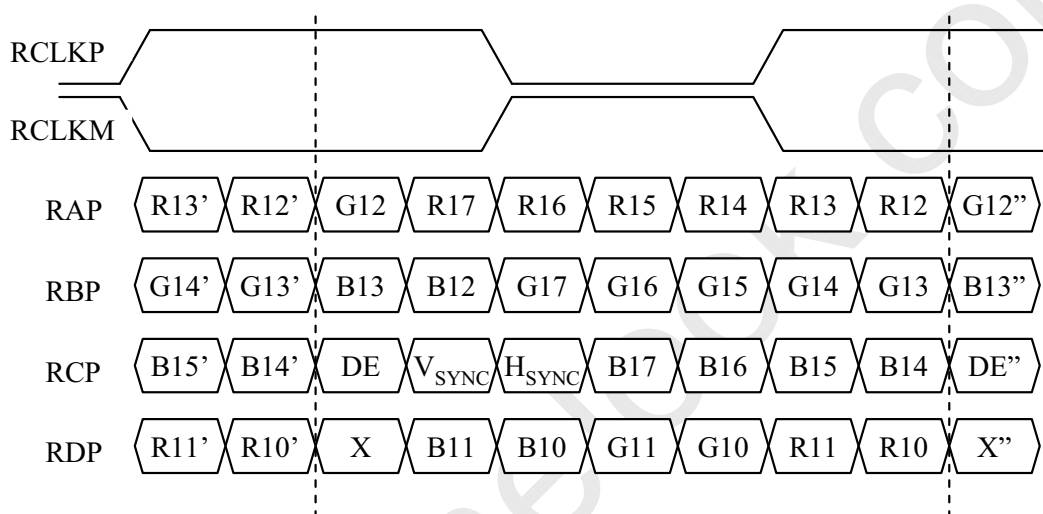 RCLKP
RCLKM
RAP R13’ R12’ G12 R17 R16 R15 R14 R13 R12 G12”
RBP G14’ G13’ B13 B12 G17 G16 G15 G14 G13 B13”
RCP B15’ B14’ DE VSYNC HSYNC B17 B16 B15 B14 DE”
RDP R11’ R10’ X B11 B10 G11 G10 R11 R10 X”